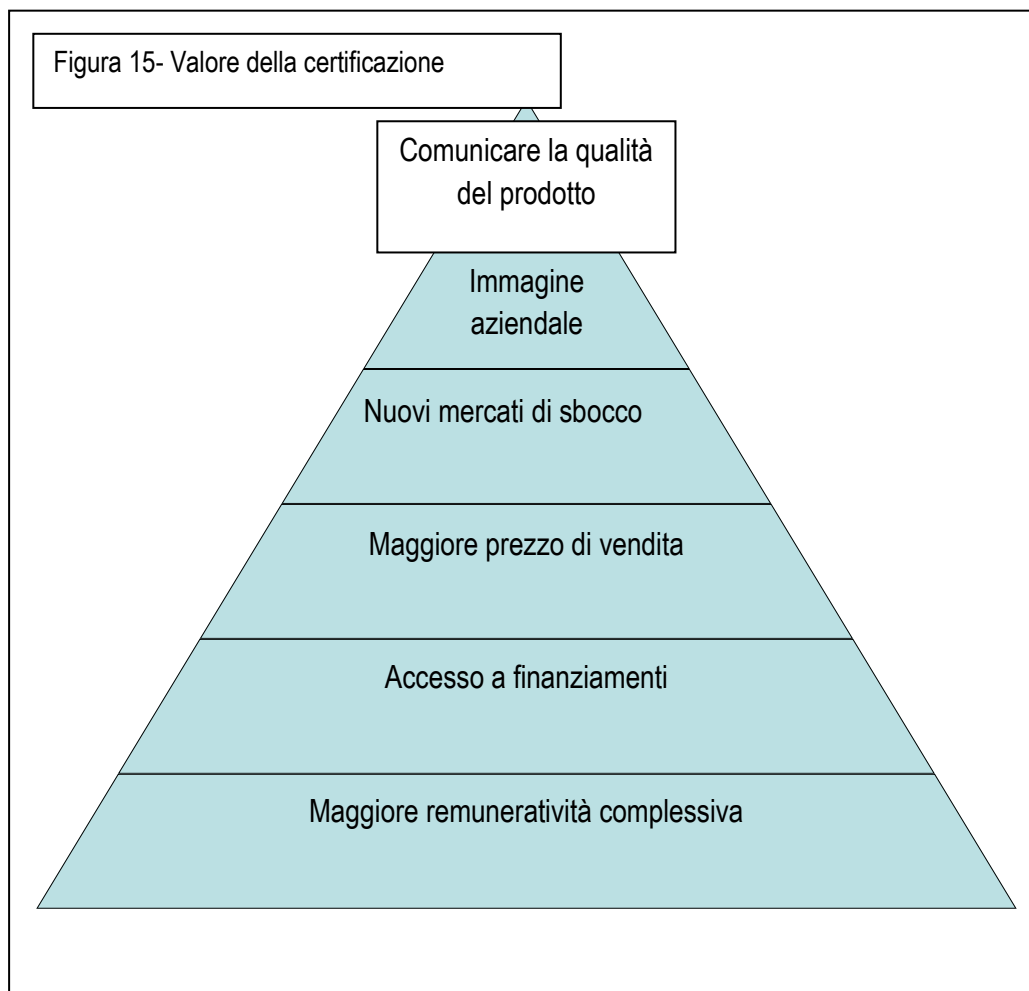 Figura 15- Valore della certificazione
Comunicare la qualità
del prodotto
Immagine
aziendale
Nuovi mercati di sbocco
Maggiore prezzo di vendita
Accesso a finanziamenti
Maggiore remuneratività complessiva